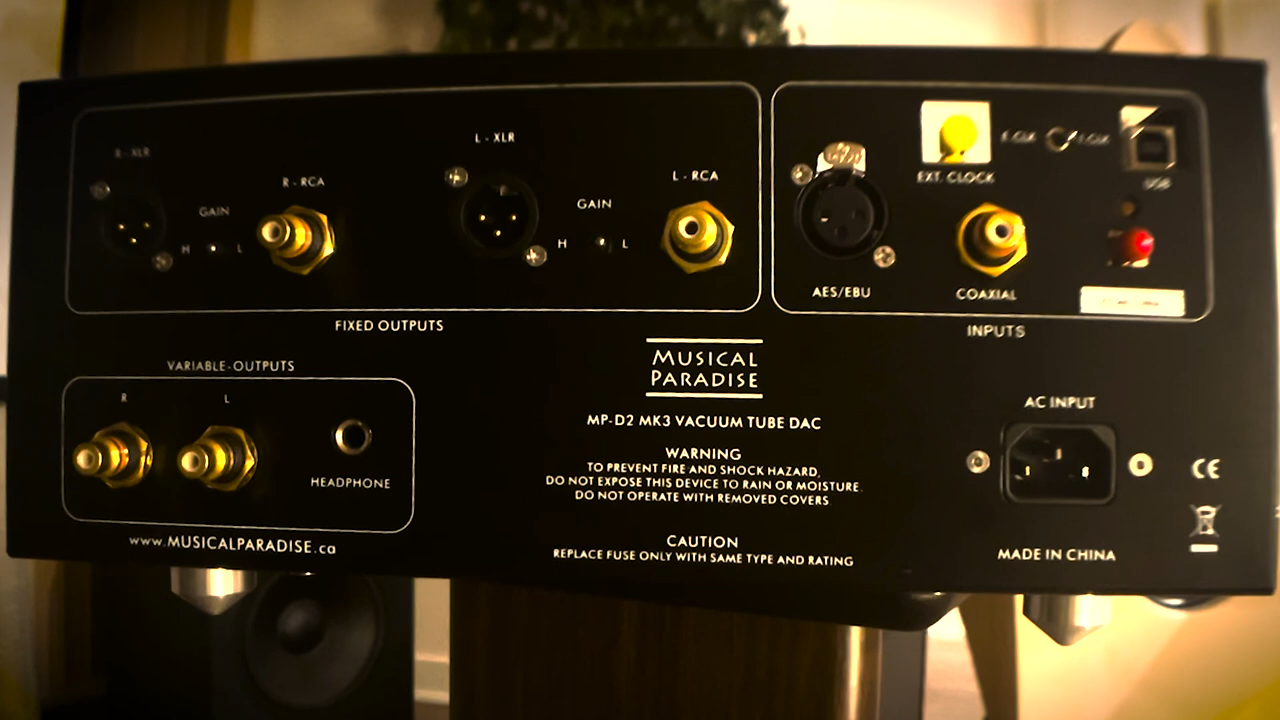 R - XLR
L - XLR
R - RCA
L - RCA
GAIN
H L
GAIN
H L
FIXED OUTPUTS
EXT. CLOCK
E.CLK I.CLK
USB
AES/EBU
COAXIAL
INPUTS
VARIABLE-OUTPUTS
R L
HEADPHONE
www.MUSICALPARADISE.ca
MUSICAL
PARADISE
MP-D2 MK3 VACUUM TUBE DAC
WARNING
TO PREVENT FIRE AND SHOCK HAZARD,
DO NOT EXPOSE THIS DEVICE TO RAIN OR MOISTURE.
DO NOT OPERATE WITH REMOVED COVERS
CAUTION
REPLACE FUSE ONLY WITH SAME TYPE AND RATING
AC INPUT
CE
MADE IN CHINA